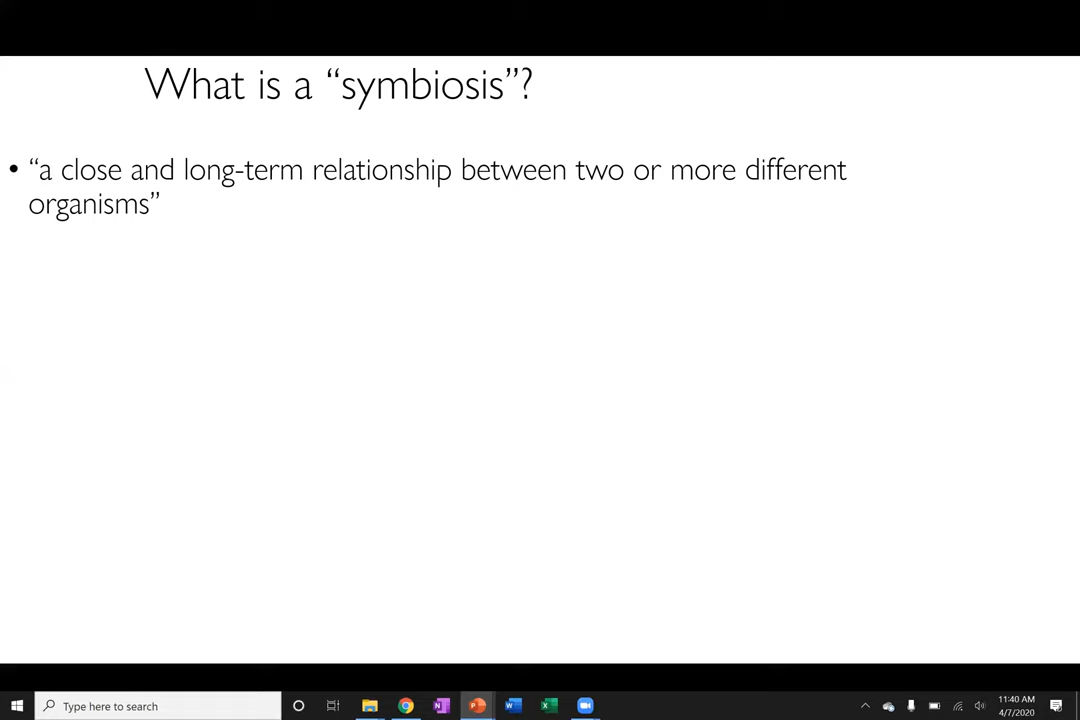 What is a “symbiosis”?
• “a close and long-term relationship between two or more different
organisms”
Type here to search
11:40 AM
4/7/2020